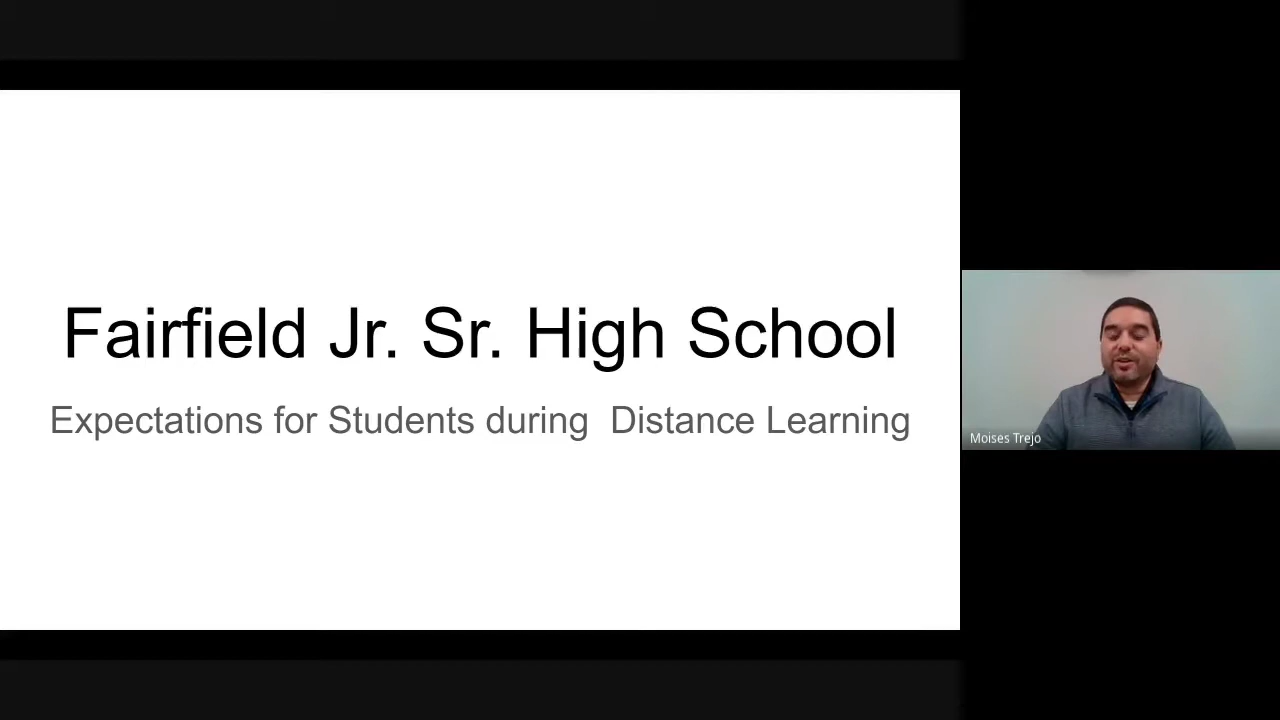 Fairfield Jr. Sr. High School
Expectations for Students during  Distance Learning
Moises Trejo